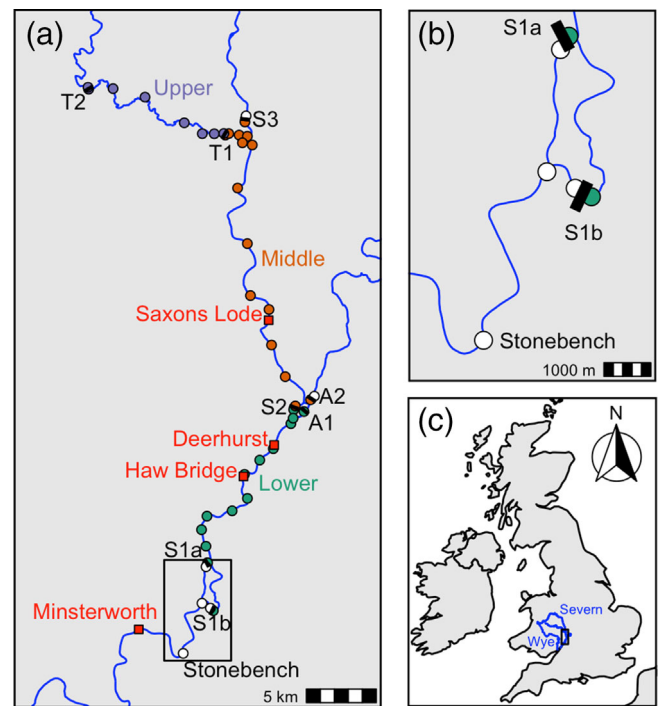 (a)
T2
Upper
S3
T1
Middle
Saxons Lode
S2
A2
A1
Deerhurst
Haw Bridge
Lower
S1a
S1b
Minsterworth
Stonebench
5 km
(b)
S1a
S1b
Stonebench
1000 m
(c)
N
Severn
Wye